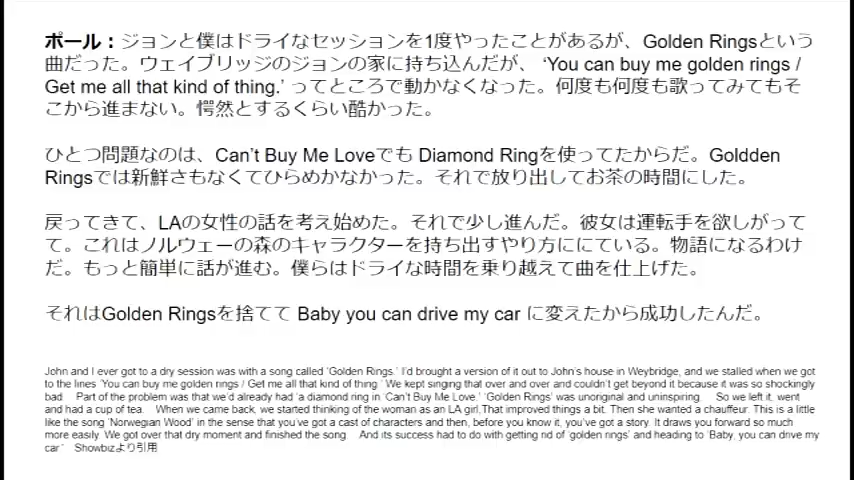 ポール：ジョンと僕はドライなセッションを1度やったことがあるが、Golden Ringsという
曲だった。ウェイブリッジのジョンの家に持ち込んだが、 ‘You can buy me golden rings /
Get me all that kind of thing.’ ってところで動かなくなった。何度も何度も歌ってみてもそ
こから進まない。愕然とするくらい酷かった。
ひとつ問題なのは、Can’t Buy Me Loveでも Diamond Ringを使ってたからだ。Goldden
Ringsでは新鮮さもなくてひらめかなかった。それで放り出してお茶の時間にした。
戻ってきて、LAの女性の話を考え始めた。それで少し進んだ。彼女は運転手を欲しがって
て。これはノルウェーの森のキャラクターを持ち出すやり方ににている。物語になるわけ
だ。もっと簡単に話が進む。僕らはドライな時間を乗り越えて曲を仕上げた。
それはGolden Ringsを捨てて Baby you can drive my car に変えたから成功したんだ。
John and I ever got to a dry session was with a song called ‘Golden Rings.’ I’d brought a version of it out to John’s house in Weybridge, and we stalled when we got
to the lines ‘You can buy me golden rings / Get me all that kind of thing.’ We kept singing that over and over and couldn’t get beyond it because it was so shockingly
bad. Part of the problem was that we’d already had ‘a diamond ring in ‘Can’t Buy Me Love.’ ‘Golden Rings’ was unoriginal and uninspiring. So we left it, went
and had a cup of tea. When we came back, we started thinking of the woman as an LA girl,That improved things a bit. Then she wanted a chauffeur. This is a little
like the song ‘Norwegian Wood’ in the sense that you’ve got a cast of characters and then, before you know it, you’ve got a story. It draws you forward so much
more easily. We got over that dry moment and finished the song. And its success had to do with getting rid of ‘golden rings’ and heading to ‘Baby, you can drive my
car’ Showbizより引用